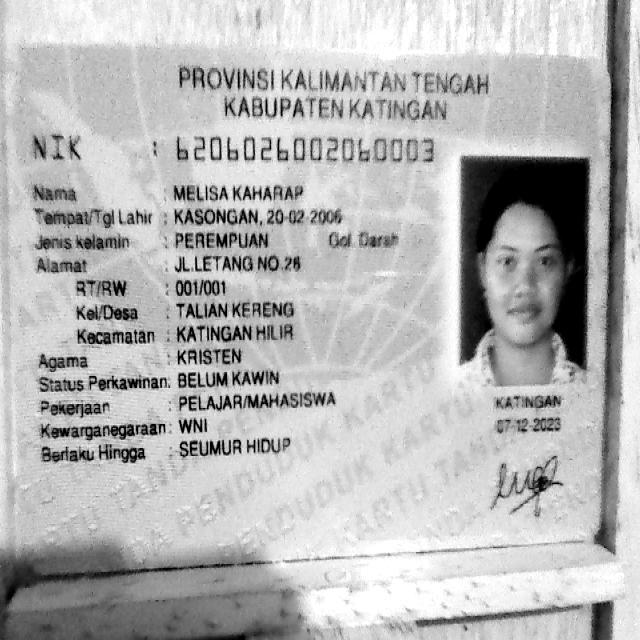 PROVINSI KALIMANTAN TENGAH
KABUPATEN KATINGAN
NIK : 6206026002060003
Nama : MELISA KAHARAP
Tempat/Tgl Lahir : KASONGAN, 20-02-2006
Jenis kelamin : PEREMPUAN Gol. Darah
Alamat : JL.LETANG NO.26
RT/RW : 001/001
Kel/Desa : TALIAN KERENG
Kecamatan : KATINGAN HILIR
Agama : KRISTEN
Status Perkawinan: BELUM KAWIN
Pekerjaan : PELAJAR/MAHASISWA
Kewarganegaraan: WNI
Berlaku Hingga : SEUMUR HIDUP
KATINGAN
07-12-2023